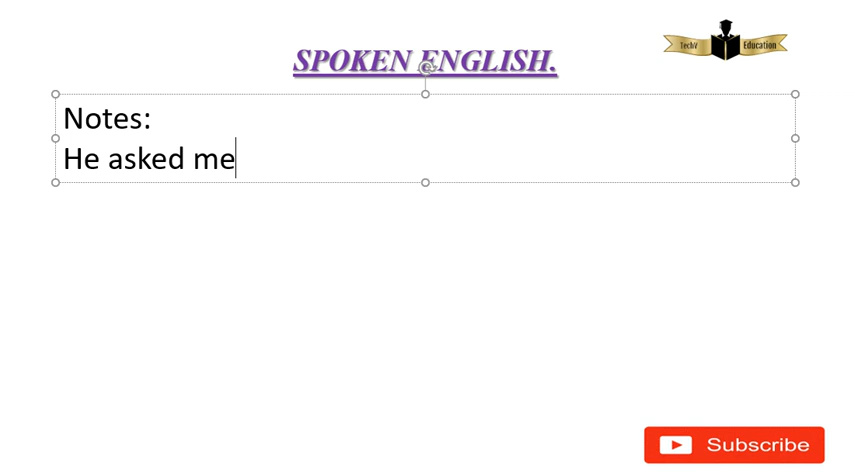 SPOKEN ENGLISH.
TechV Education
Notes:
He asked me
Subscribe